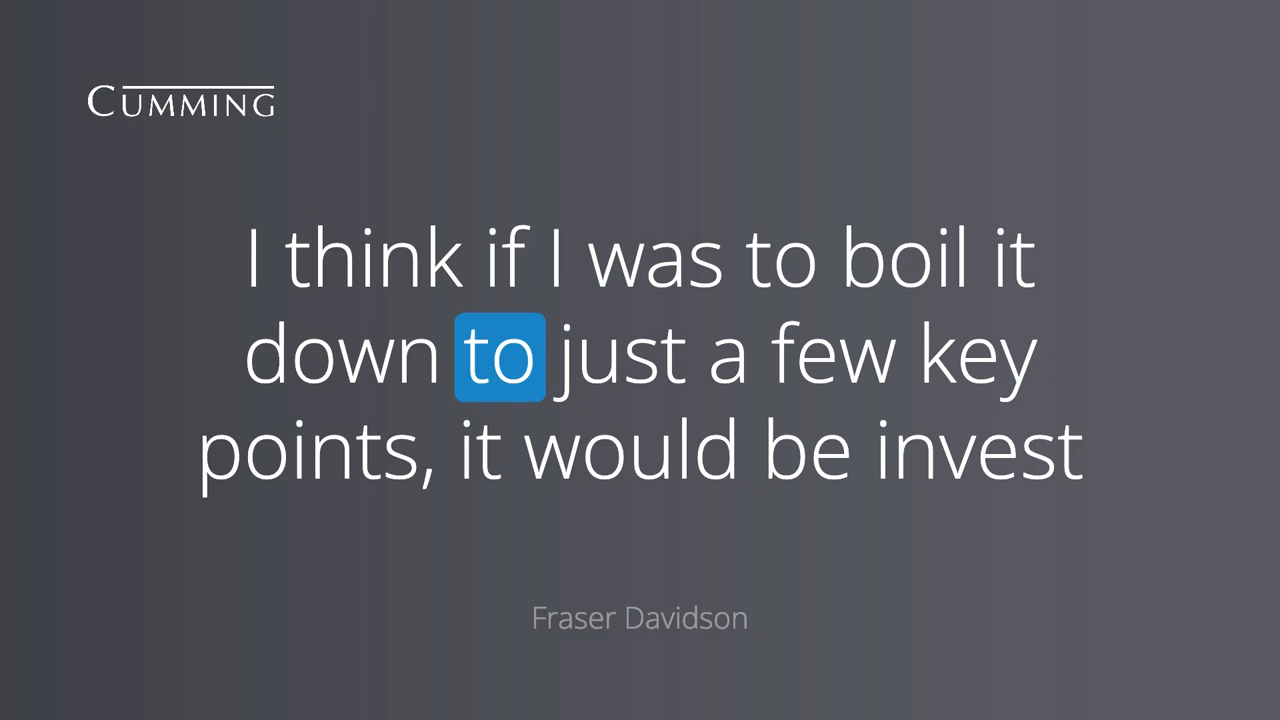 CUMMING
I think if I was to boil it
down to just a few key
points, it would be invest
Fraser Davidson